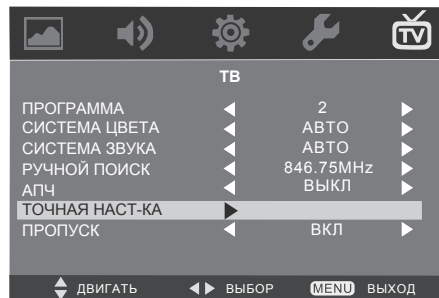 TV
ТВ
ПРОГРАММА 2
СИСТЕМА ЦВЕТА АВТО
СИСТЕМА ЗВУКА АВТО
РУЧНОЙ ПОИСК 846.75MHz
АПЧ ВЫКЛ
ТОЧНАЯ НАСТ-КА
ПРОПУСК ВКЛ
ДВИГАТЬ ВЫБОР MENU ВЫХОД